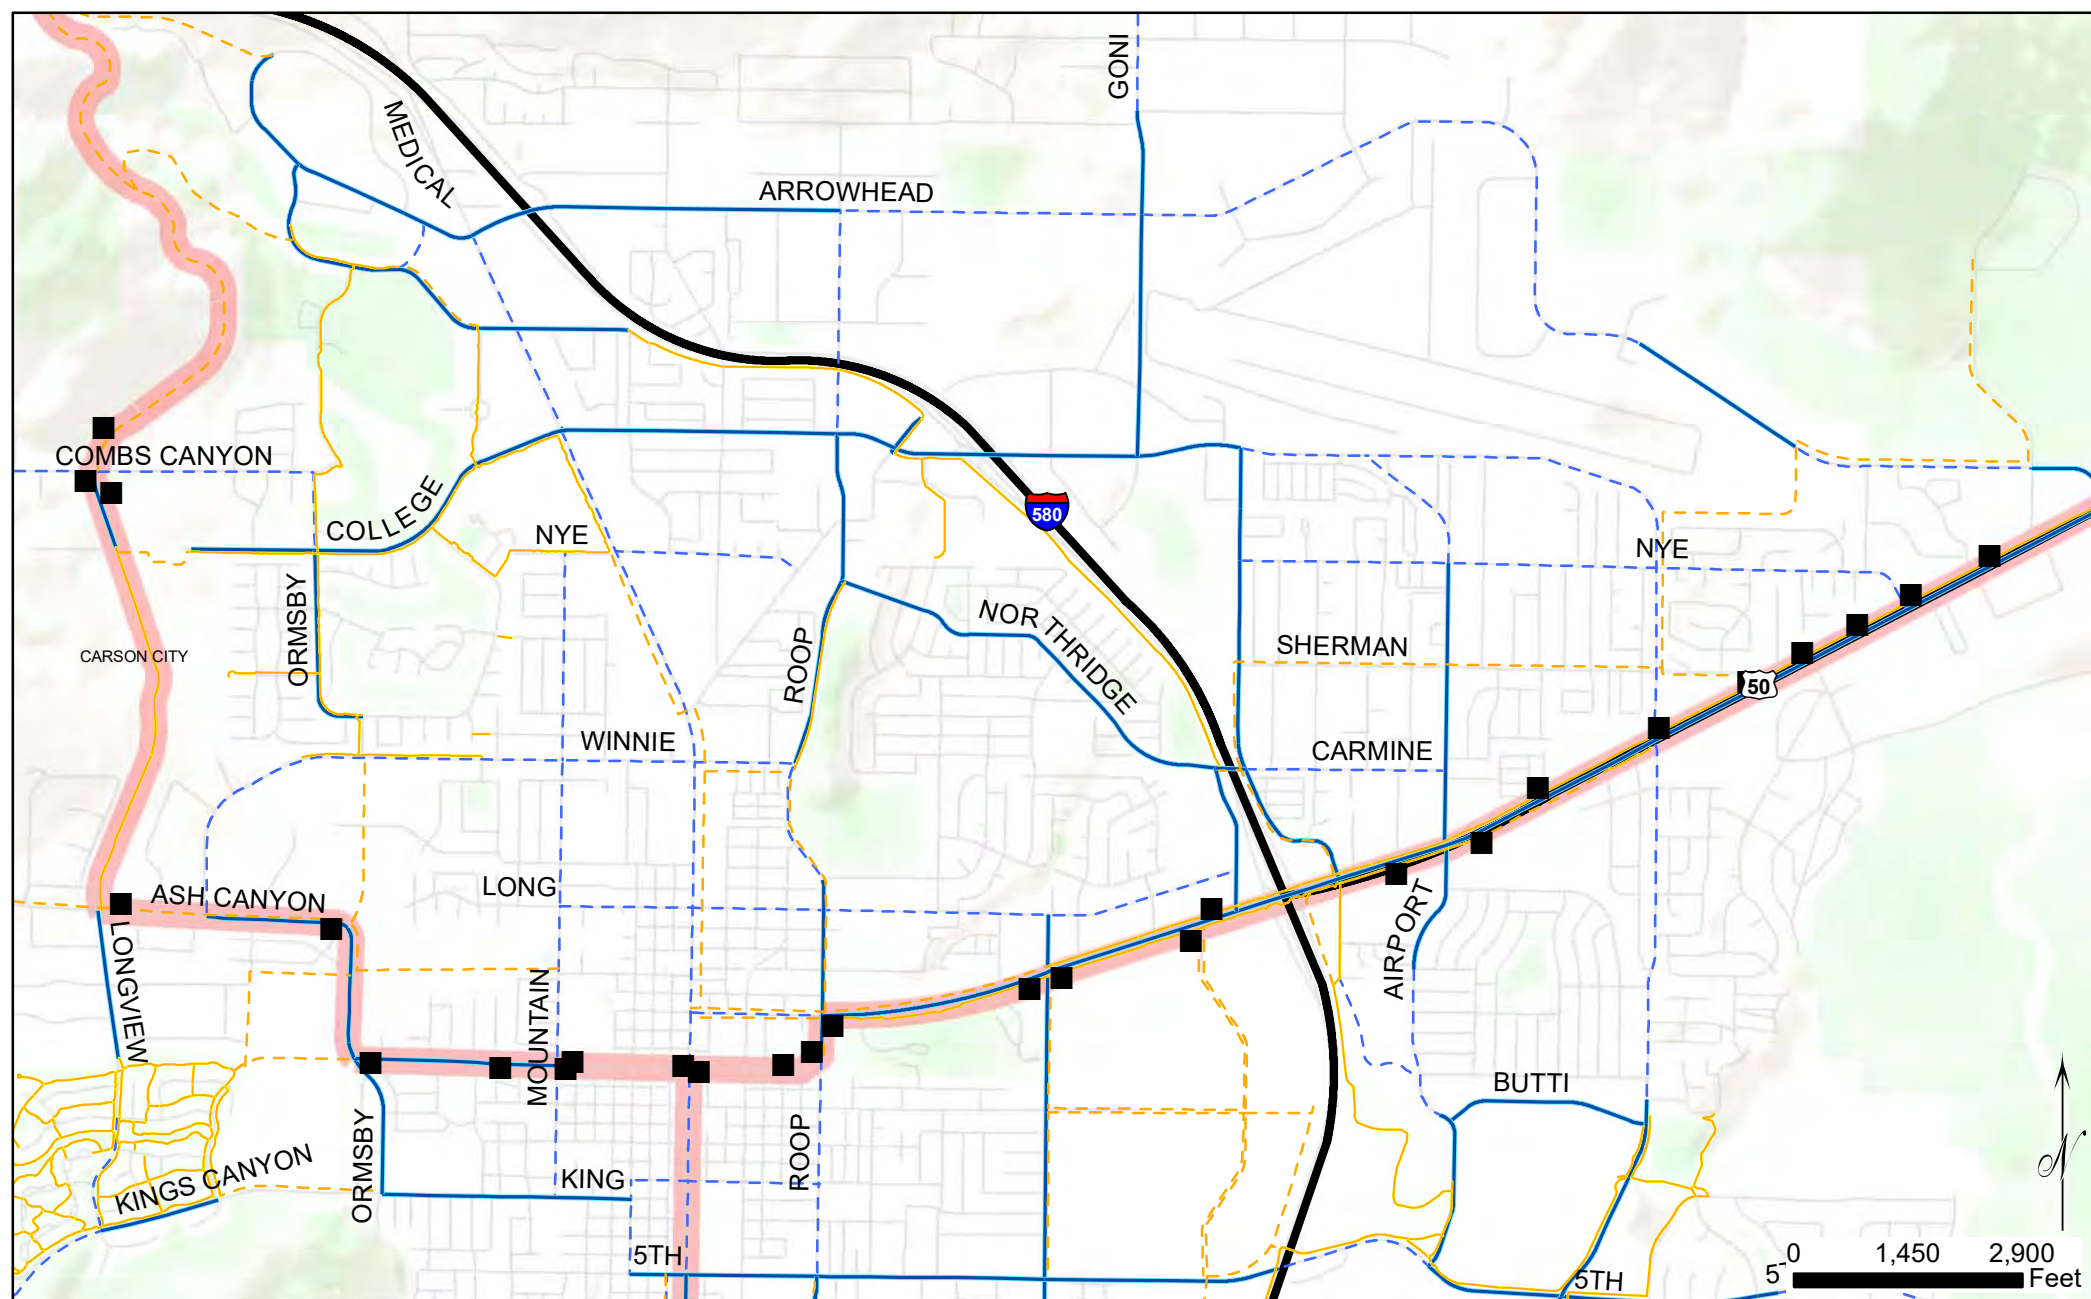 GONI
MEDICAL
ARROWHEAD
COMBS CANYON
COLLEGE
NYE
580
NYE
ORMSBY
NOR THRIDGE
SHERMAN
CARSON CITY
ROOP
50
WINNIE
CARMINE
LONG
ASH CANYON
AIRPORT
LONGVIEW
MOUNTAIN
BUTTI
ORMSBY
ROOP
KINGS CANYON
KING
N
5TH
5TH
5T
0 1,450 2,900
Feet